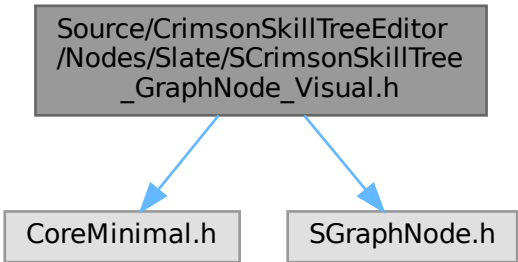 Source/CrimsonSkillTreeEditor
/Nodes/Slate/SCrimsonSkillTree
_GraphNode_Visual.h
CoreMinimal.h
SGraphNode.h